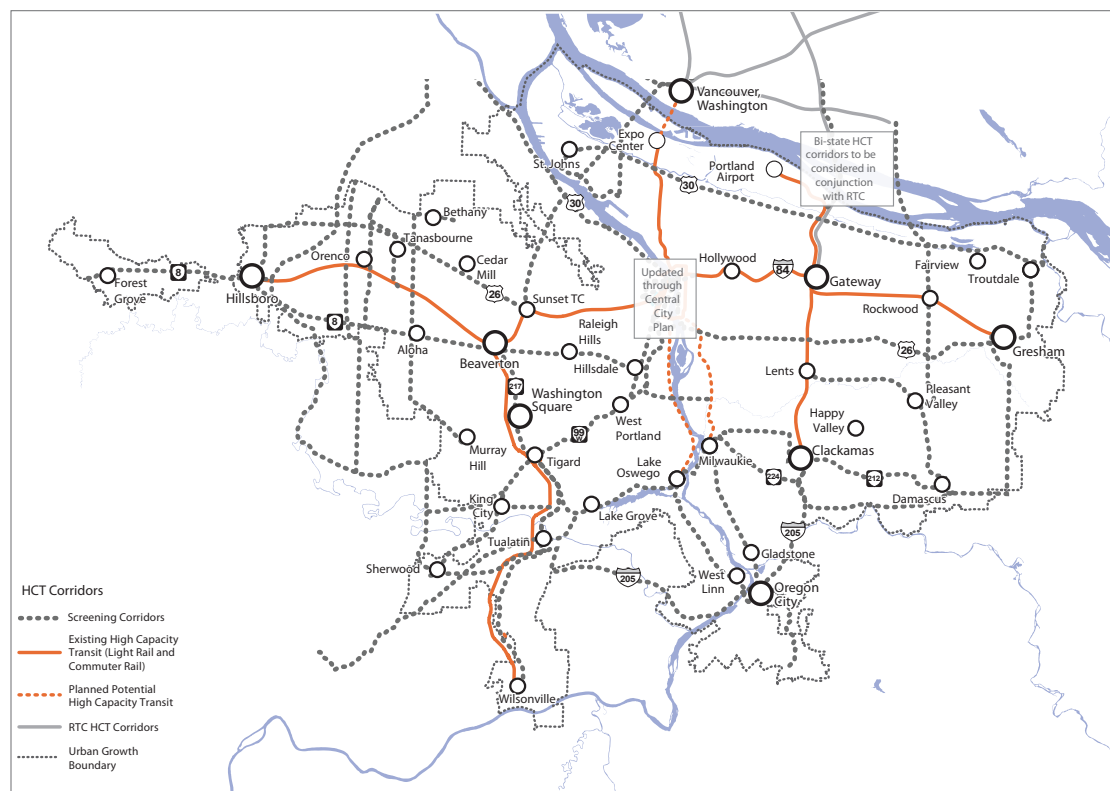 Vancouver,
Washington
Expo
Center
St. Johns
Portland
Airport
Bi-state HCT
corridors to be
considered in
conjunction
with RTC
30
30
Bethany
Tanasbourne
Orenco
Cedar
Mill
26
8
Forest
Grove
Hillsboro
8
Sunset TC
Updated
through
Central
City
Plan
Hollywood
84
Gateway
Fairview
Troutdale
Rockwood
Gresham
26
Raleigh
Hills
Aloha
Beaverton
Hillsdale
217
Washington
Square
Lents
Pleasant
Valley
Happy
Valley
West
Portland
99
W
Murray
Hill
Tigard
Milwaukie
Clackamas
Lake
Oswego
224
212
Damascus
King
City
Lake Grove
Tualatin
205
Gladstone
Sherwood
205
West
Linn
Oregon
City
Wilsonville
HCT Corridors
Screening Corridors
Existing High Capacity
Transit (Light Rail and
Commuter Rail)
Planned Potential
High Capacity Transit
RTC HCT Corridors
Urban Growth
Boundary